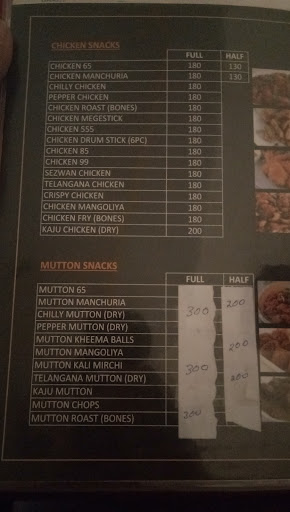 CHICKEN SNACKS
FULL HALF
CHICKEN 65 180 130
CHICKEN MANCHURIA 180 130
CHILLY CHICKEN 180
PEPPER CHICKEN 180
CHICKEN ROAST (BONES) 180
CHICKEN MEGESTICK 180
CHICKEN 555 180
CHICKEN DRUM STICK (6PC) 180
CHICKEN 85 180
CHICKEN 99 180
SEZWAN CHICKEN 180
TELANGANA CHICKEN 180
CRISPY CHICKEN 180
CHICKEN MANGOLIYA 180
CHICKEN FRY (BONES) 180
KAJU CHICKEN (DRY) 200
MUTTON SNACKS
FULL HALF
MUTTON 65
MUTTON MANCHURIA 200
CHILLY MUTTON (DRY) 300
PEPPER MUTTON (DRY)
MUTTON KHEEMA BALLS 200
MUTTON MANGOLIYA
MUTTON KALI MIRCHI 300
TELANGANA MUTTON (DRY) 200
KAJU MUTTON
MUTTON CHOPS
MUTTON ROAST (BONES) 200